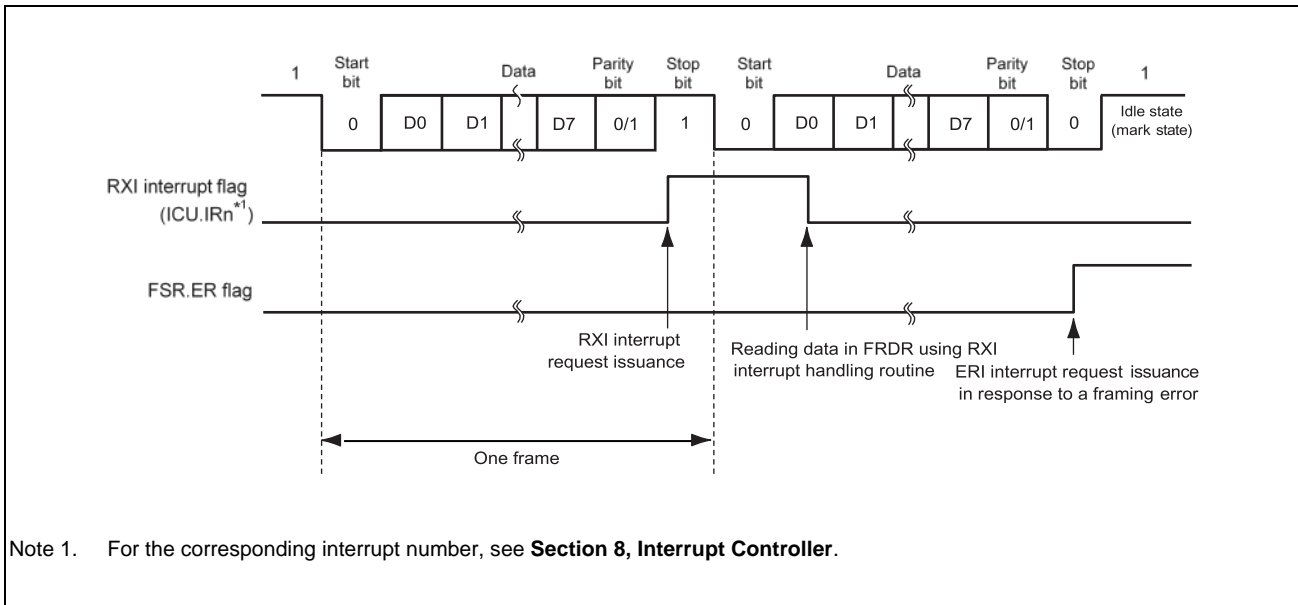 1 Start bit Data Parity bit Stop bit Start bit Data Parity bit Stop bit 1
0 D0 D1 D7 0/1 1 0 D0 D1 D7 0/1 0 Idle state (mark state)
RXI interrupt flag
(ICU.IRn*1)
FSR.ER flag
RXI interrupt
request issuance
Reading data in FRDR using RXI
interrupt handling routine
ERI interrupt request issuance
in response to a framing error
One frame
Note 1. For the corresponding interrupt number, see Section 8, Interrupt Controller.